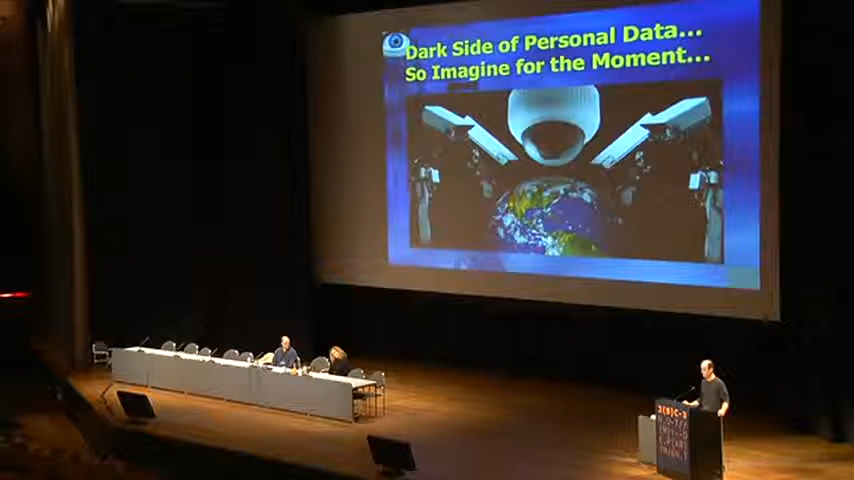 Dark Side of Personal Data...
So Imagine for the Moment...